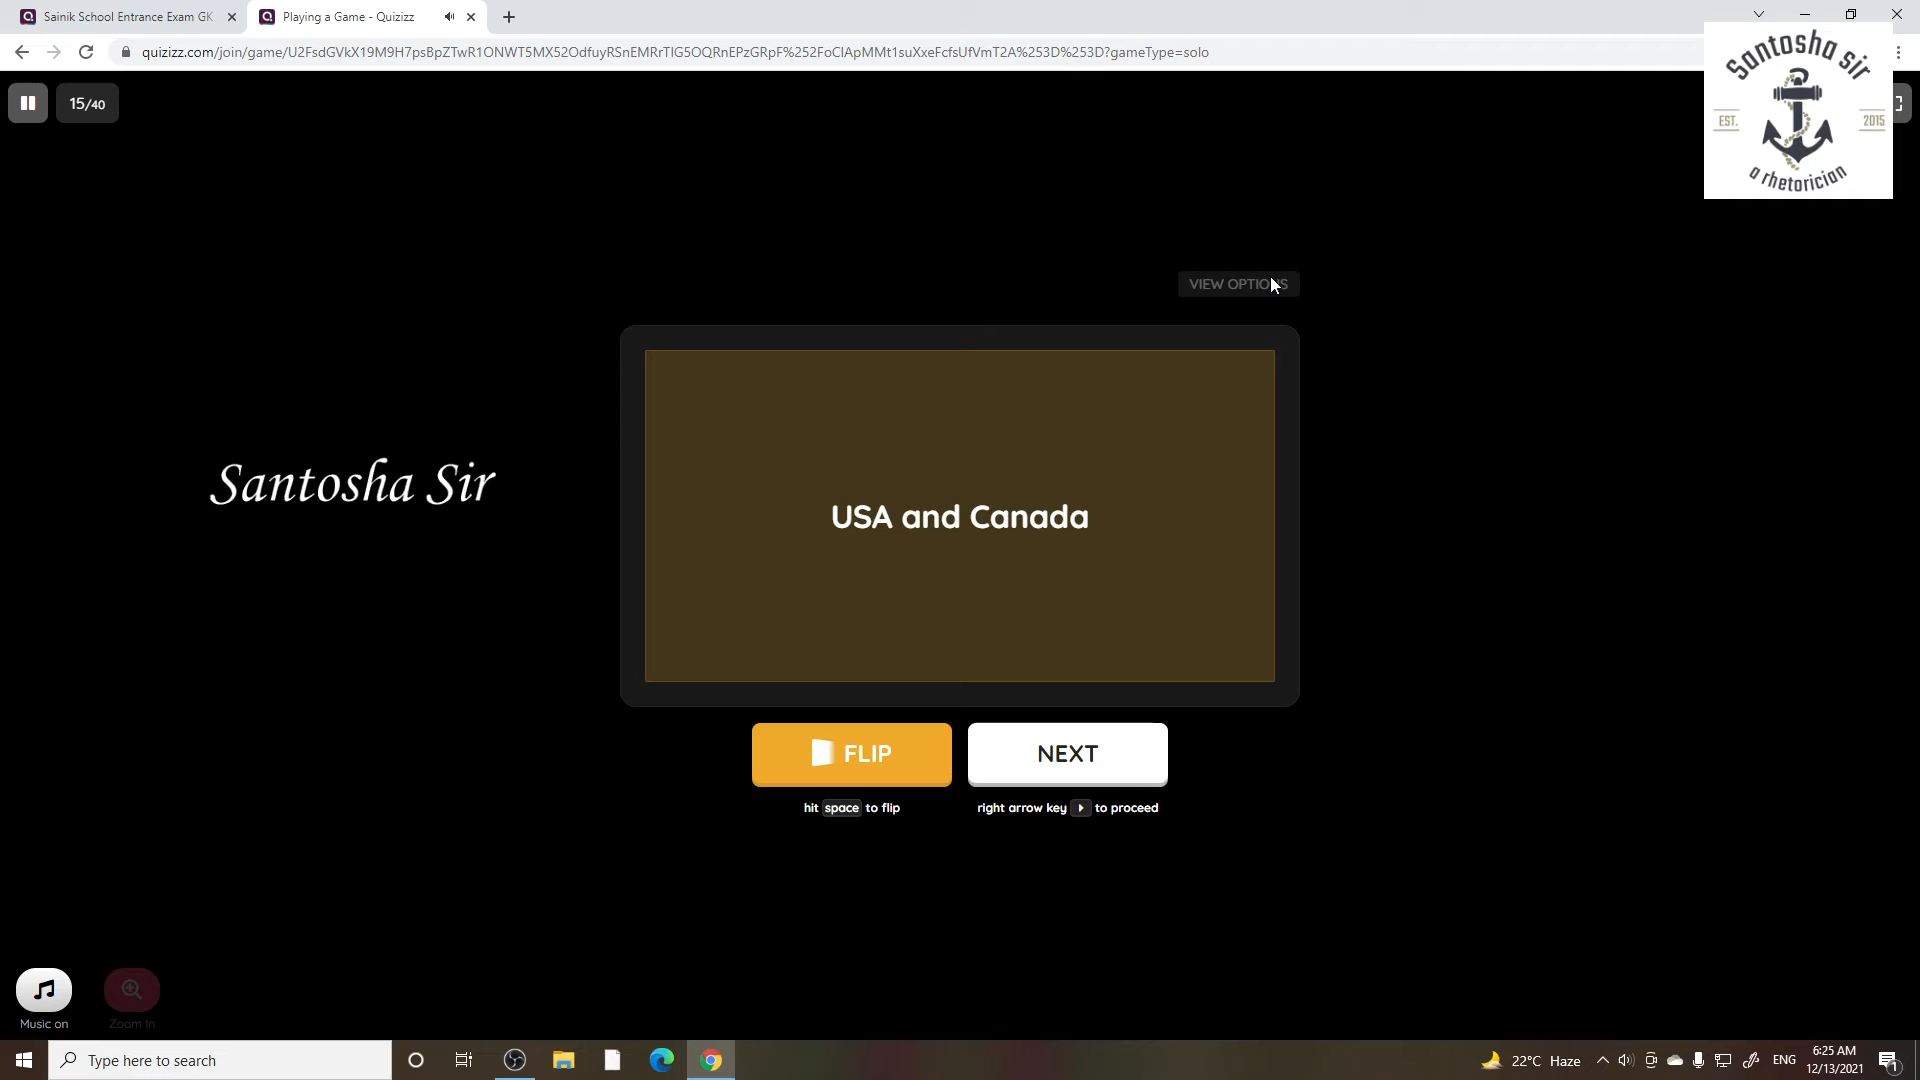 Sainik School Entrance Exam GK
Playing a Game - Quizizz
quizizz.com/join/game/U2FsdGVkX19M9H7psBpZTwR1ONWT5MX52OdfuyRSnEMRrTlG5OQRnEPzGRpF%252FoClApMMt1suXxeFcfsUfVmT2A%253D%253D?gameType=solo
Santosha sir
EST. 2015
a rhetorician
15/40
VIEW OPTIONS
USA and Canada
Santosha Sir
FLIP
NEXT
hit space to flip
right arrow key to proceed
Music on
Zoom in
Type here to search
22°C Haze
ENG
6:25 AM
12/13/2021
1